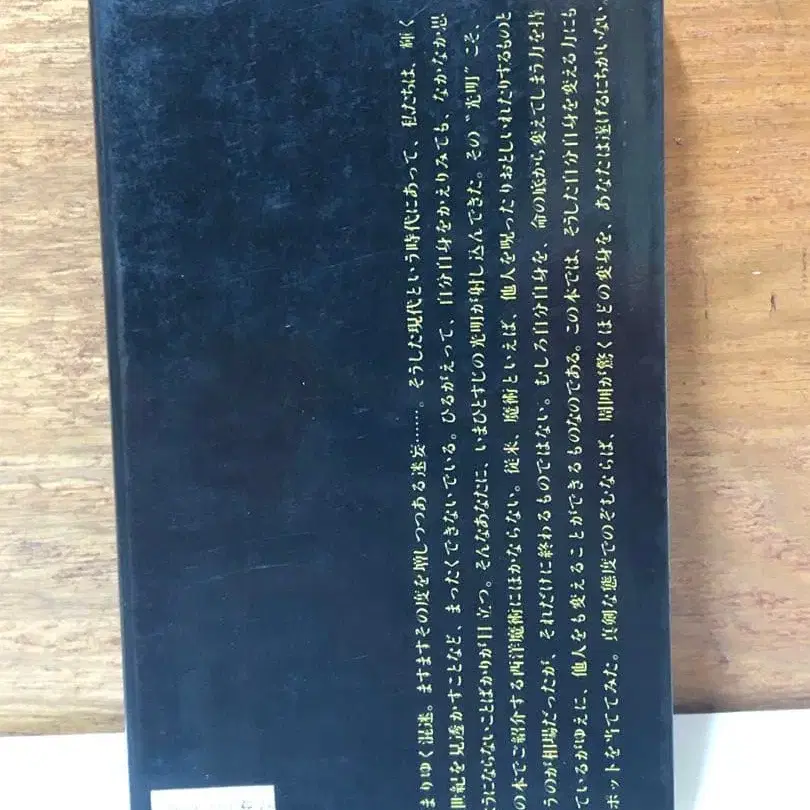 まりゆく混迷。ますますその度を増しつつある迷妄……。そうした現代という時代にあって、私たちは、輝く
世紀を見透かすことなど、まったくできないでいる。ひるがえって、自分自身をかえりみても、なかなか思
うにならないことばかりが目立つ。そんなあなたに、いまひとすじの光明が射し込んできた。その“光明”こそ、
の本でご紹介する西洋魔術にほかならない。従来、魔術といえば、他人を呪ったりおとしいれたりするものと
うのが相場だったが、それだけに終わるものではない。むしろ自分自身を、命の底から変えてしまう力を持
ているがゆえに、他人をも変えることができるものなのである。この本では、そうした自分自身を変える力にも
ポットを当ててみた。真剣な態度でのぞむならば、周囲が驚くほどの変身を、あなたは遂げるにちがいない。